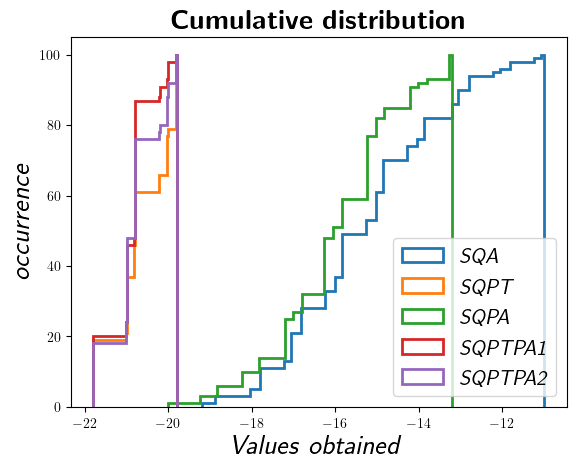 Cumulative distribution
occurrence
100
80
60
40
20
0
−22
−20
−18
−16
−14
−12
Values obtained
SQA
SQPT
SQPA
SQPTPA1
SQPTPA2